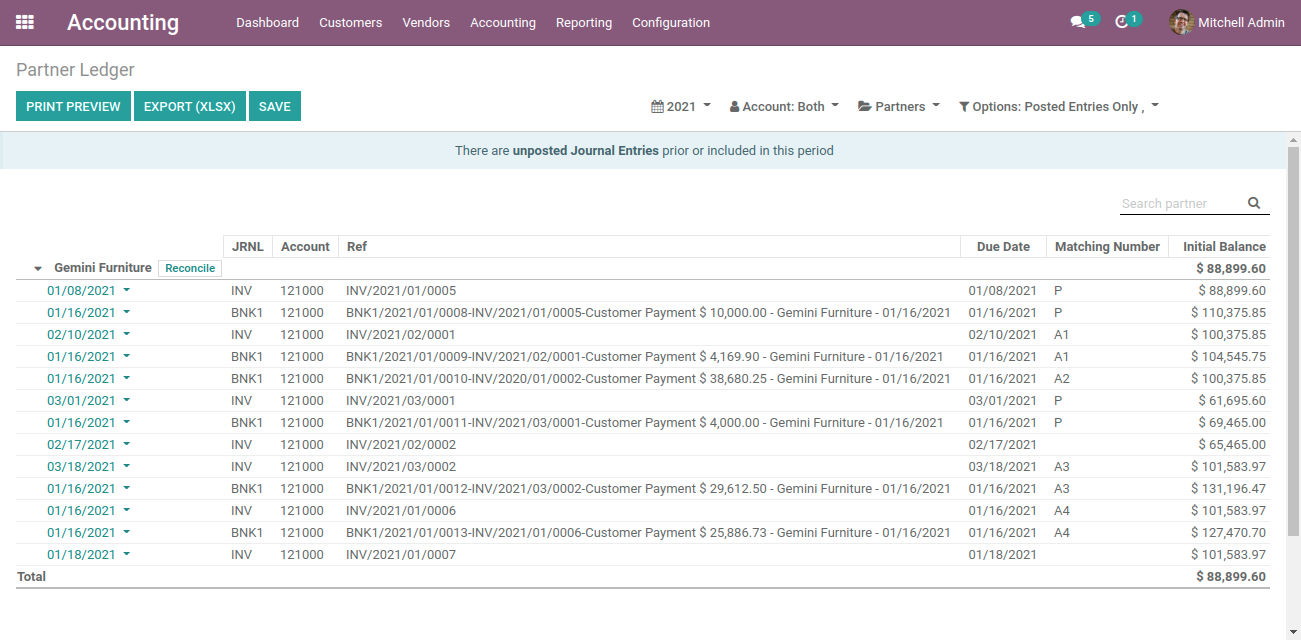 Accounting Dashboard Customers Vendors Accounting Reporting Configuration 5 1 Mitchell Admin
Partner Ledger
PRINT PREVIEW EXPORT (XLSX) SAVE 2021 Account: Both Partners Options: Posted Entries Only ,
There are unposted Journal Entries prior or included in this period
Search partner
JRNL Account Ref Due Date Matching Number Initial Balance
Gemini Furniture Reconcile $ 88,899.60
01/08/2021 INV 121000 INV/2021/01/0005 01/08/2021 P $ 88,899.60
01/16/2021 BNK1 121000 BNK1/2021/01/0008-INV/2021/01/0005-Customer Payment $ 10,000.00 - Gemini Furniture - 01/16/2021 01/16/2021 P $ 110,375.85
02/10/2021 INV 121000 INV/2021/02/0001 02/10/2021 A1 $ 100,375.85
01/16/2021 BNK1 121000 BNK1/2021/01/0009-INV/2021/02/0001-Customer Payment $ 4,169.90 - Gemini Furniture - 01/16/2021 01/16/2021 A1 $ 104,545.75
01/16/2021 BNK1 121000 BNK1/2021/01/0010-INV/2020/01/0002-Customer Payment $ 38,680.25 - Gemini Furniture - 01/16/2021 01/16/2021 A2 $ 100,375.85
03/01/2021 INV 121000 INV/2021/03/0001 03/01/2021 P $ 61,695.60
01/16/2021 BNK1 121000 BNK1/2021/01/0011-INV/2021/03/0001-Customer Payment $ 4,000.00 - Gemini Furniture - 01/16/2021 01/16/2021 P $ 69,465.00
02/17/2021 INV 121000 INV/2021/02/0002 02/17/2021 $ 65,465.00
03/18/2021 INV 121000 INV/2021/03/0002 03/18/2021 A3 $ 101,583.97
01/16/2021 BNK1 121000 BNK1/2021/01/0012-INV/2021/03/0002-Customer Payment $ 29,612.50 - Gemini Furniture - 01/16/2021 01/16/2021 A3 $ 131,196.47
01/16/2021 INV 121000 INV/2021/01/0006 01/16/2021 A4 $ 101,583.97
01/16/2021 BNK1 121000 BNK1/2021/01/0013-INV/2021/01/0006-Customer Payment $ 25,886.73 - Gemini Furniture - 01/16/2021 01/16/2021 A4 $ 127,470.70
01/18/2021 INV 121000 INV/2021/01/0007 01/18/2021 $ 101,583.97
Total $ 88,899.60